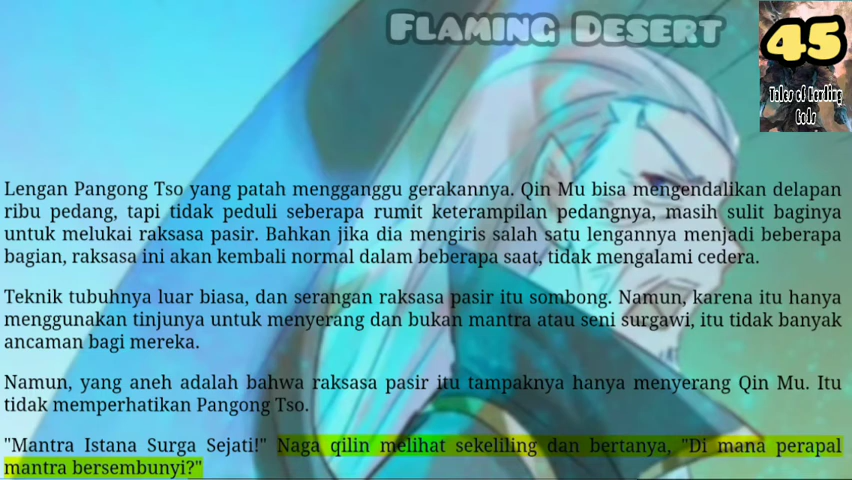 FLAMING DESERT
45
Tales of Herding
Gods
Lengan Pangong Tso yang patah mengganggu gerakannya. Qin Mu bisa mengendalikan delapan
ribu pedang, tapi tidak peduli seberapa rumit keterampilan pedangnya, masih sulit baginya
untuk melukai raksasa pasir. Bahkan jika dia mengiris salah satu lengannya menjadi beberapa
bagian, raksasa ini akan kembali normal dalam beberapa saat, tidak mengalami cedera.
Teknik tubuhnya luar biasa, dan serangan raksasa pasir itu sombong. Namun, karena itu hanya
menggunakan tinjunya untuk menyerang dan bukan mantra atau seni surgawi, itu tidak banyak
ancaman bagi mereka.
Namun, yang aneh adalah bahwa raksasa pasir itu tampaknya hanya menyerang Qin Mu. Itu
tidak memperhatikan Pangong Tso.
"Mantra Istana Surga Sejati!" Naga qilin melihat sekeliling dan bertanya, "Di mana perapal
mantra bersembunyi?"